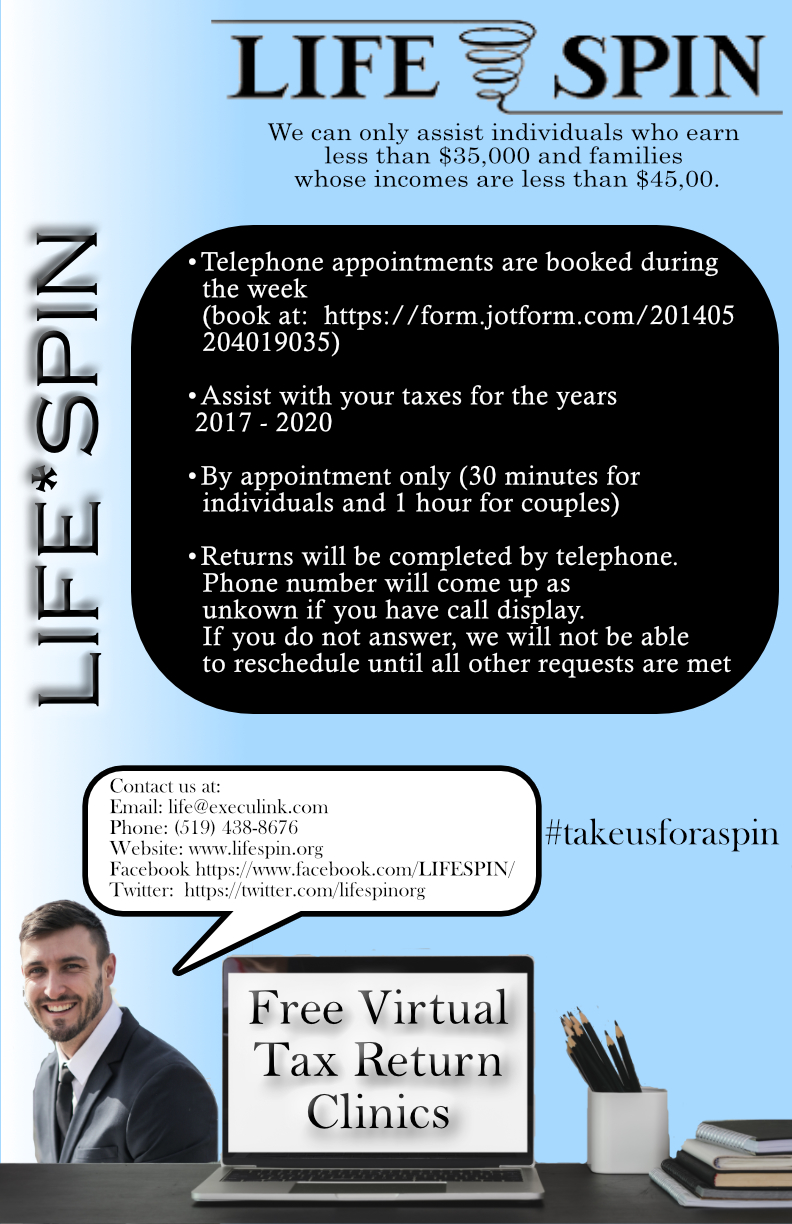 LIFE SPIN
We can only assist individuals who earn
less than $35,000 and families
whose incomes are less than $45,00.
LIFE*SPIN
•Telephone appointments are booked during
the week
(book at: https://form.jotform.com/201405
204019035)
•Assist with your taxes for the years
2017 - 2020
•By appointment only (30 minutes for
individuals and 1 hour for couples)
•Returns will be completed by telephone.
Phone number will come up as
unkown if you have call display.
If you do not answer, we will not be able
to reschedule until all other requests are met
Contact us at:
Email: life@execulink.com
Phone: (519) 438-8676
Website: www.lifespin.org
Facebook https://www.facebook.com/LIFESPIN/
Twitter: https://twitter.com/lifespinorg
#takeusforaspin
Free Virtual
Tax Return
Clinics